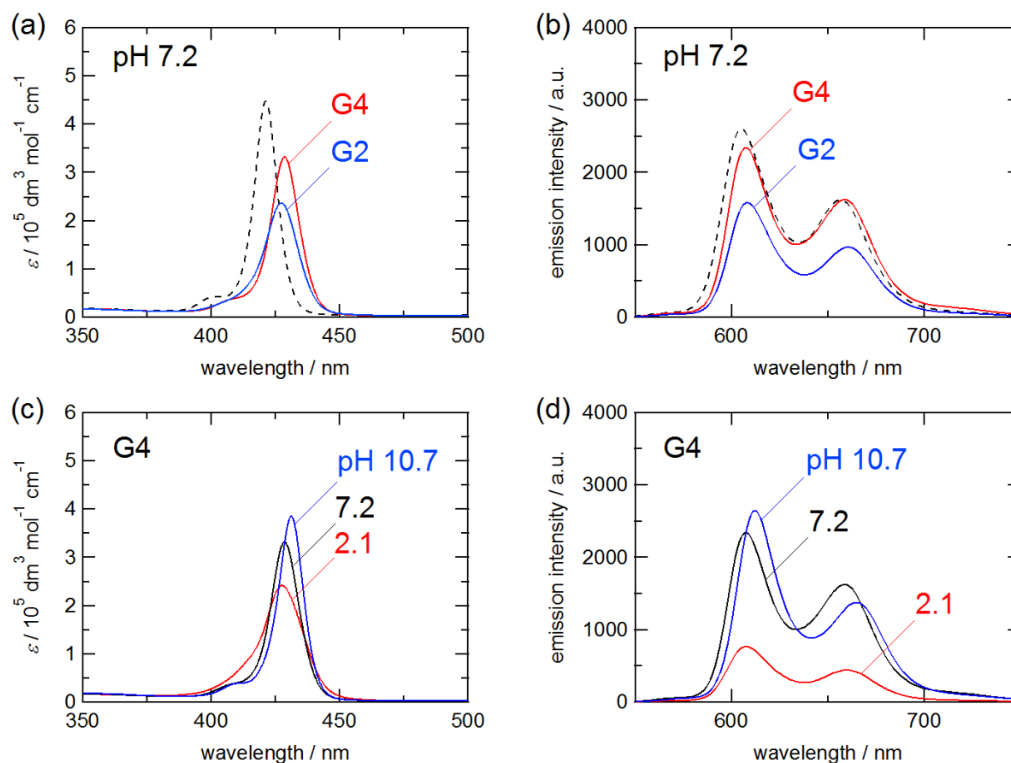 (a)
pH 7.2
G4
G2
6
5
4
3
2
1
0
ε / 10⁵ dm³ mol⁻¹ cm⁻¹
350
400
450
500
wavelength / nm
(b)
pH 7.2
G4
G2
4000
3000
2000
1000
0
emission intensity / a.u.
600
700
wavelength / nm
(c)
G4
pH 10.7
7.2
2.1
6
5
4
3
2
1
0
ε / 10⁵ dm³ mol⁻¹ cm⁻¹
350
400
450
500
wavelength / nm
(d)
G4
pH 10.7
7.2
2.1
4000
3000
2000
1000
0
emission intensity / a.u.
600
700
wavelength / nm